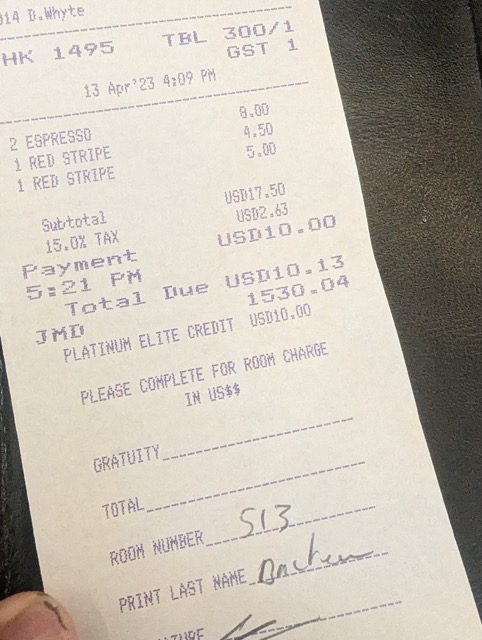 014 D.Whyte
HK 1495 TBL 300/1
GST 1
13 Apr'23 4:09 PM
2 ESPRESSO 8.00
1 RED STRIPE 4.50
1 RED STRIPE 5.00
Subtotal USD17.50
15.0% TAX USD2.63
Payment USD10.00
5:21 PM
Total Due USD10.13
JMD 1530.04
PLATINUM ELITE CREDIT USD10.00
PLEASE COMPLETE FOR ROOM CHARGE
IN US$$
GRATUITY
TOTAL
ROOM NUMBER 513
PRINT LAST NAME